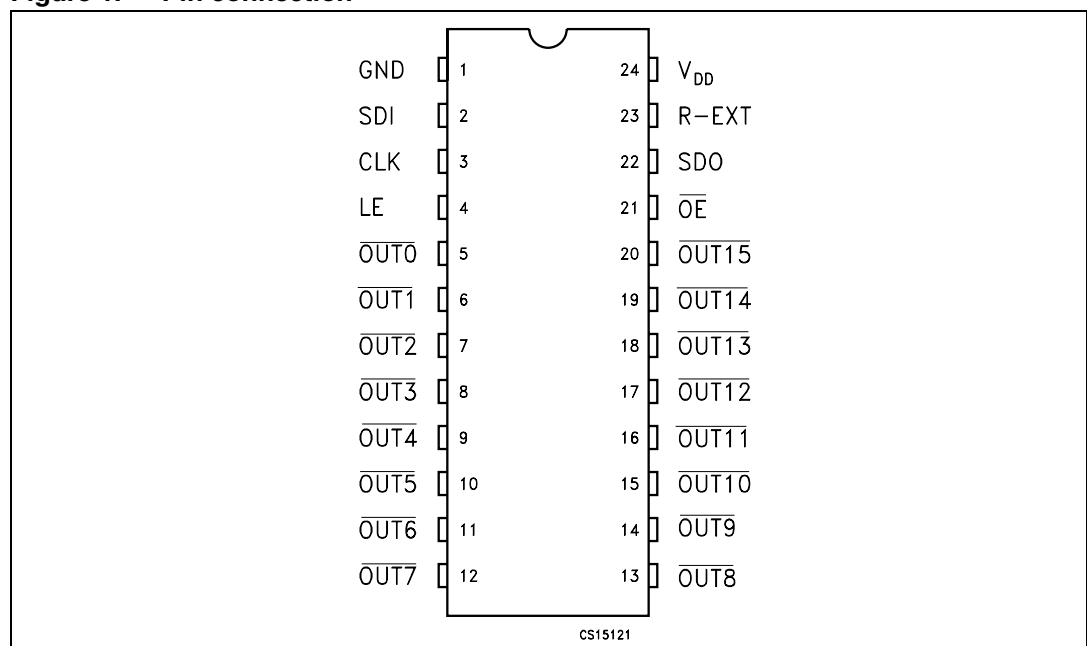 Figure 1. Pin connection
GND 1 24 VDD
SDI 2 23 R-EXT
CLK 3 22 SDO
LE 4 21 OE
OUT0 5 20 OUT15
OUT1 6 19 OUT14
OUT2 7 18 OUT13
OUT3 8 17 OUT12
OUT4 9 16 OUT11
OUT5 10 15 OUT10
OUT6 11 14 OUT9
OUT7 12 13 OUT8
CS15121